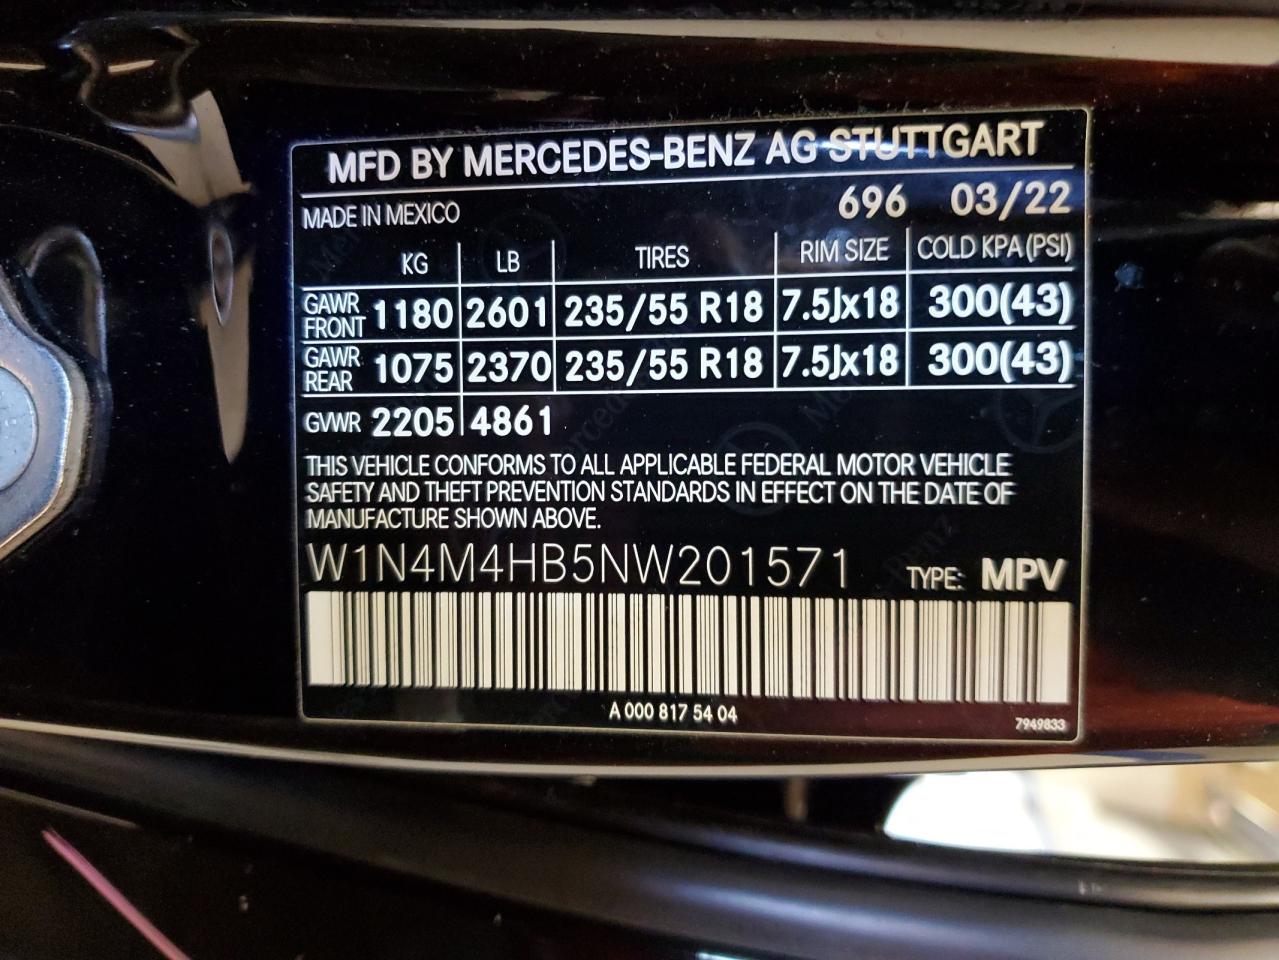 MFD BY MERCEDES-BENZ AG STUTTGART
MADE IN MEXICO 696 03/22
KG LB TIRES RIM SIZE COLD KPA (PSI)
GAWR FRONT 1180 2601 235/55 R18 7.5Jx18 300(43)
GAWR REAR 1075 2370 235/55 R18 7.5Jx18 300(43)
GVWR 2205 4861
THIS VEHICLE CONFORMS TO ALL APPLICABLE FEDERAL MOTOR VEHICLE
SAFETY AND THEFT PREVENTION STANDARDS IN EFFECT ON THE DATE OF
MANUFACTURE SHOWN ABOVE.
W1N4M4HB5NW201571 TYPE: MPV
A 000 817 54 04 7949833